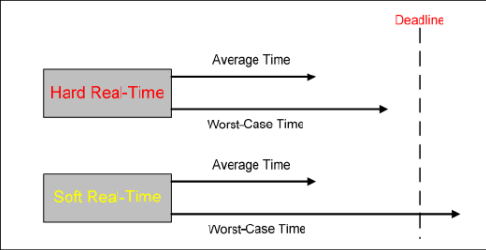 Deadline
Average Time
Hard Real-Time
Worst-Case Time
Average Time
Soft Real-Time
Worst-Case Time